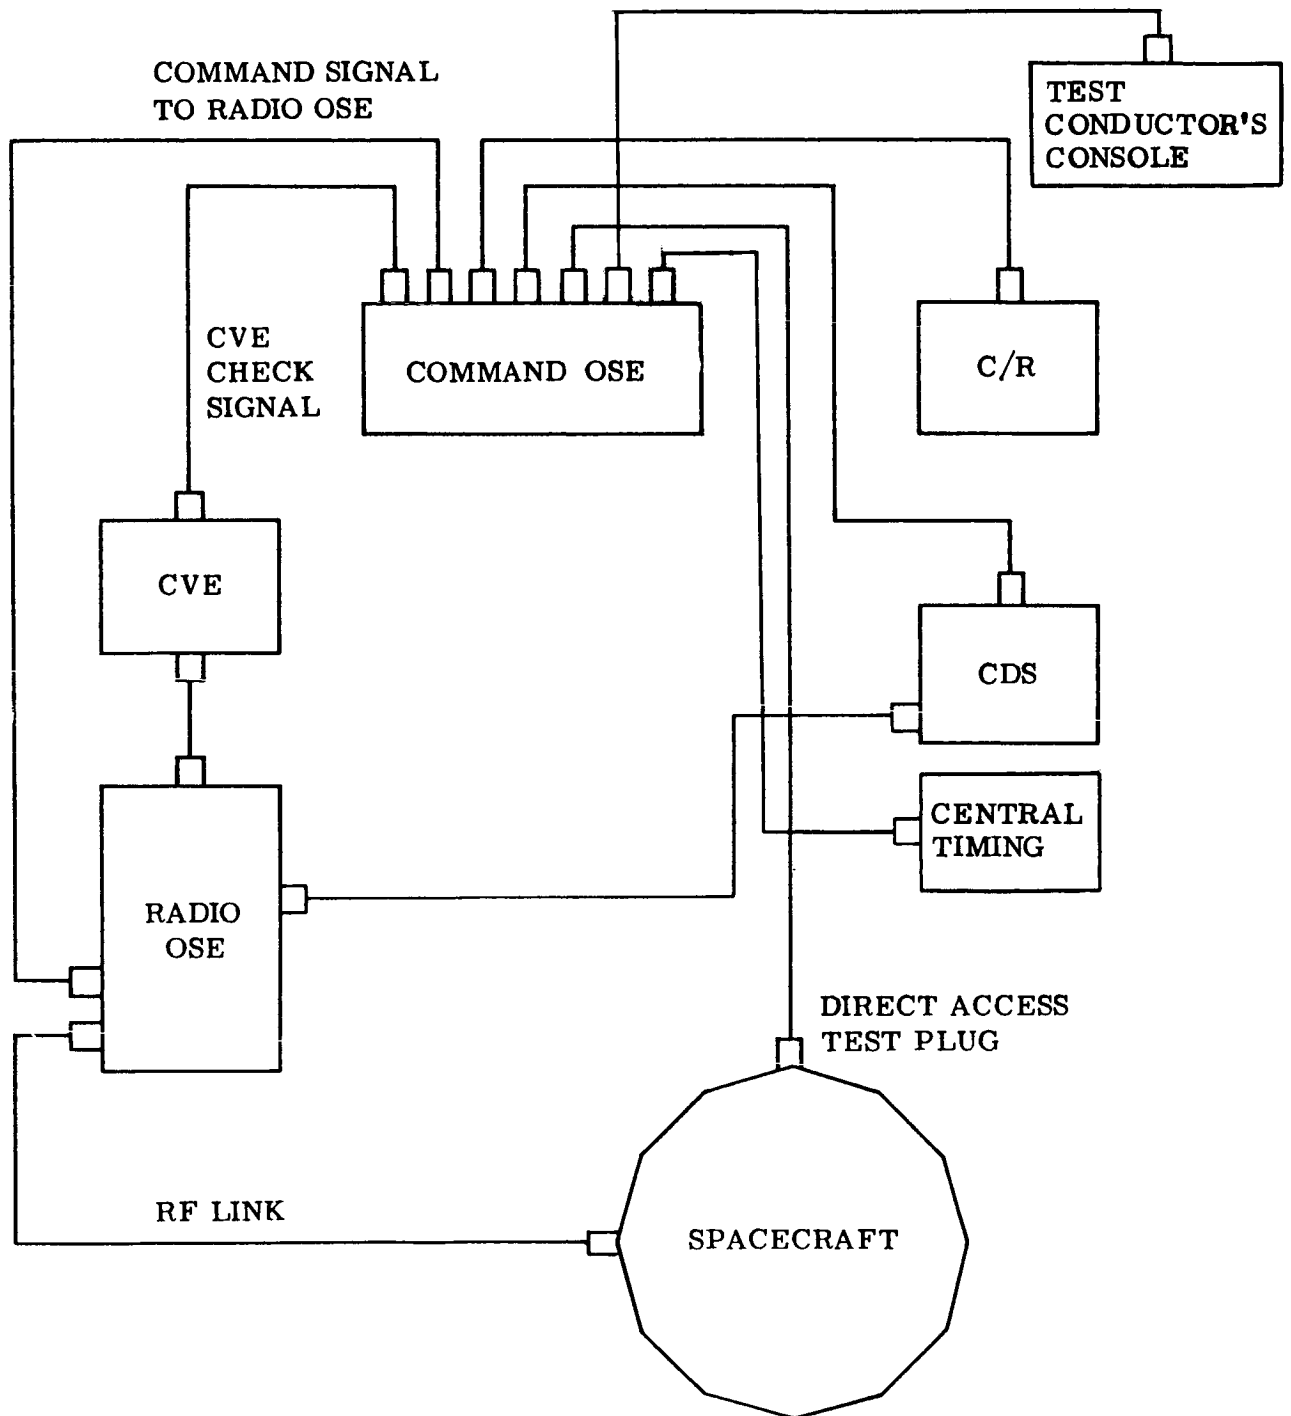 COMMAND SIGNAL
TO RADIO OSE
TEST
CONDUCTOR'S
CONSOLE
CVE
CHECK
SIGNAL
COMMAND OSE
C/R
CVE
CDS
CENTRAL
TIMING
RADIO
OSE
DIRECT ACCESS
TEST PLUG
RF LINK
SPACECRAFT